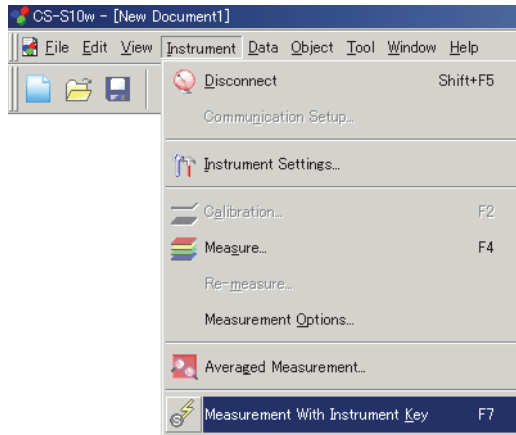 CS-S10w - [New Document1]
File Edit View Instrument Data Object Tool Window Help
Disconnect Shift+F5
Communication Setup...
Instrument Settings...
Calibration... F2
Measure... F4
Re-measure...
Measurement Options...
Averaged Measurement...
Measurement With Instrument Key F7